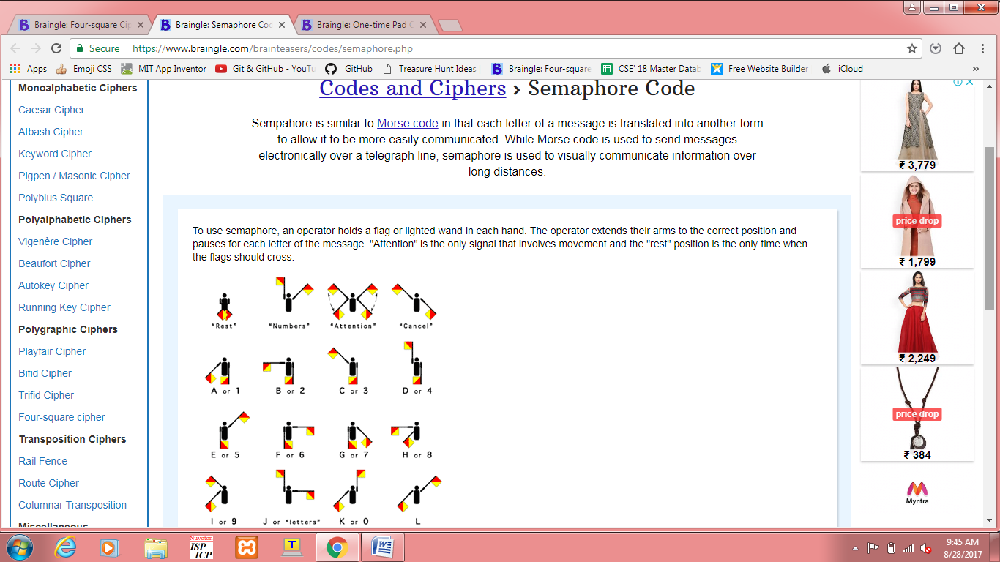 Braingle: Four-square Cip
Braingle: Semaphore Coo
Braingle: One-time Pad C
Secure
https://www.braingle.com/brainteasers/codes/semaphore.php
Apps
Emoji CSS
MIT App Inventor
Git & GitHub - YouTu
GitHub
Treasure Hunt Ideas |
Braingle: Four-square
CSE' 18 Master Datab
Free Website Builder
iCloud
»
Monoalphabetic Ciphers
Caesar Cipher
Atbash Cipher
Keyword Cipher
Pigpen / Masonic Cipher
Polybius Square
Polyalphabetic Ciphers
Vigenère Cipher
Beaufort Cipher
Autokey Cipher
Running Key Cipher
Polygraphic Ciphers
Playfair Cipher
Bifid Cipher
Trifid Cipher
Four-square cipher
Transposition Ciphers
Rail Fence
Route Cipher
Columnar Transposition
Miscellaneous
Codes and Ciphers › Semaphore Code
Sempahore is similar to Morse code in that each letter of a message is translated into another form
to allow it to be more easily communicated. While Morse code is used to send messages
electronically over a telegraph line, semaphore is used to visually communicate information over
long distances.
To use semaphore, an operator holds a flag or lighted wand in each hand. The operator extends their arms to the correct position and
pauses for each letter of the message. "Attention" is the only signal that involves movement and the "rest" position is the only time when
the flags should cross.
"Rest" "Numbers" "Attention" "Cancel"
A or 1 B or 2 C or 3 D or 4
E or 5 F or 6 G or 7 H or 8
I or 9 J or "letters" K or 0 L
₹ 3,779
price drop
₹ 1,799
₹ 2,249
price drop
₹ 384
Myntra
Nuvoton
ISP
ICP
9:45 AM
8/28/2017